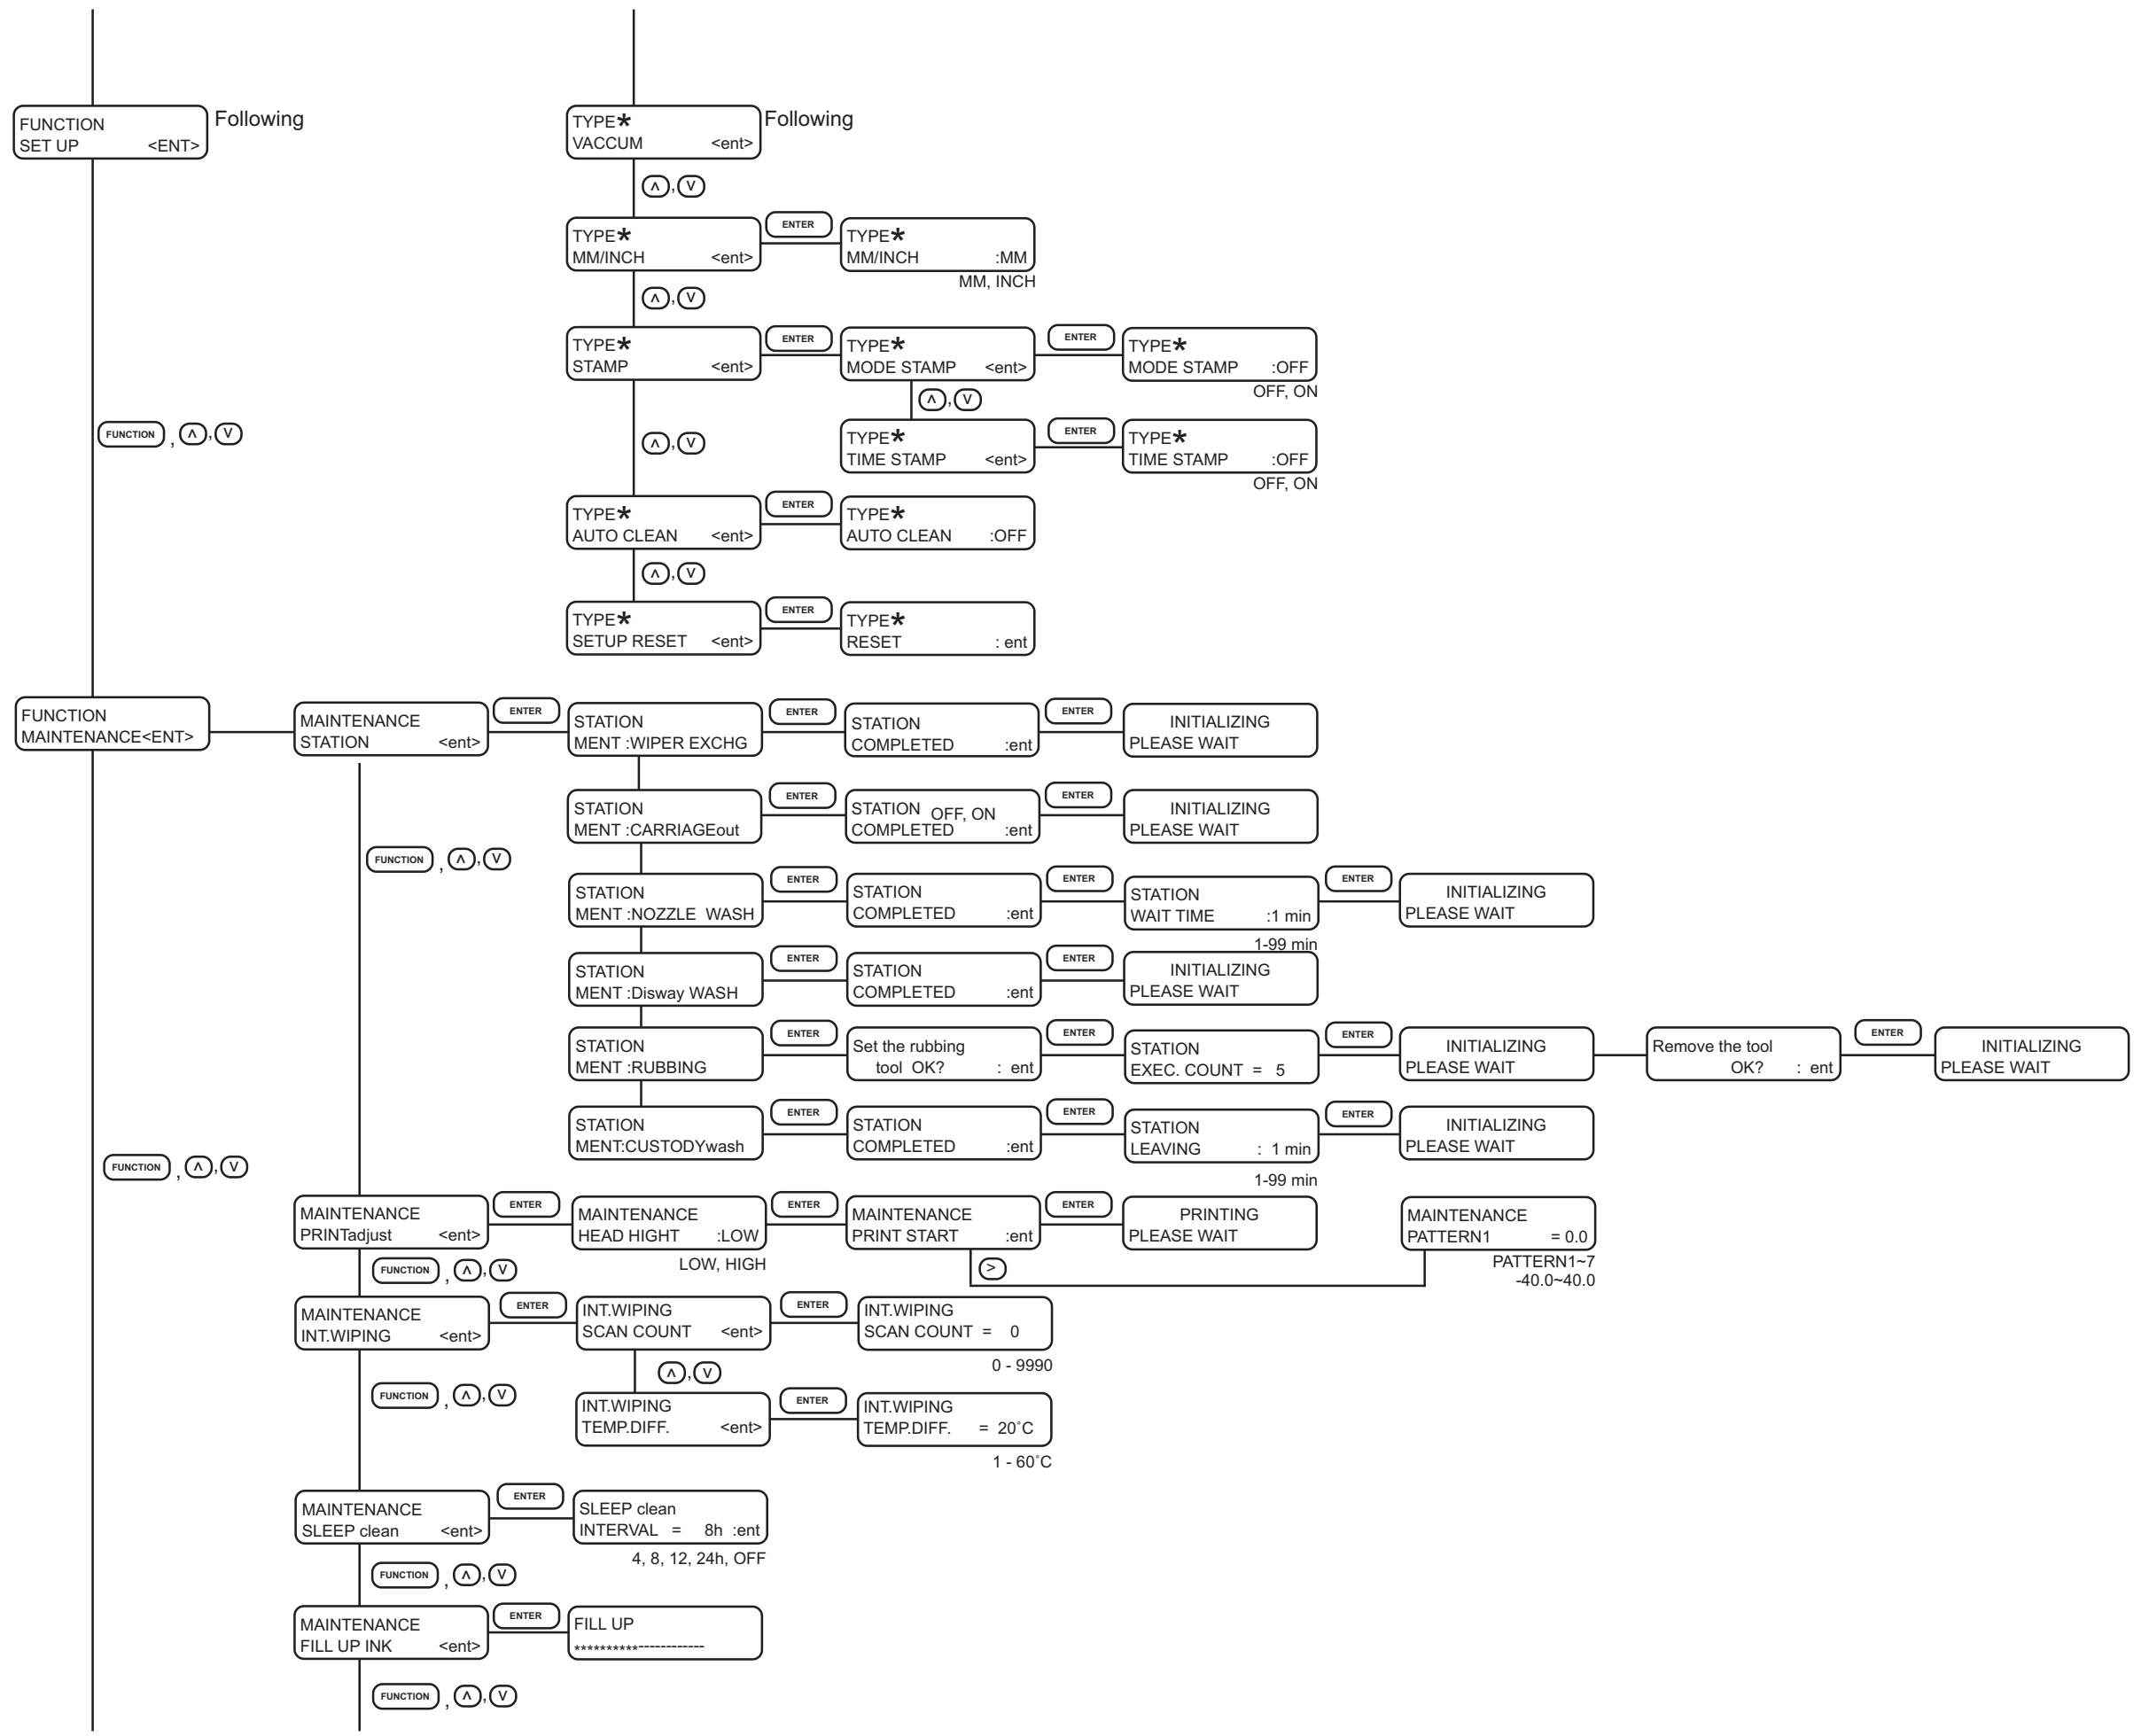 FUNCTION
SET UP <ENT>
Following
TYPE*
VACCUM <ent>
Following
^ , V
TYPE*
MM/INCH <ent>
ENTER
TYPE*
MM/INCH :MM
MM, INCH
^ , V
TYPE*
STAMP <ent>
ENTER
TYPE*
MODE STAMP <ent>
ENTER
TYPE*
MODE STAMP :OFF
OFF, ON
^ , V
FUNCTION , ^ , V
^ , V
TYPE*
TIME STAMP <ent>
ENTER
TYPE*
TIME STAMP :OFF
OFF, ON
TYPE*
AUTO CLEAN <ent>
ENTER
TYPE*
AUTO CLEAN :OFF
^ , V
TYPE*
SETUP RESET <ent>
ENTER
TYPE*
RESET : ent
FUNCTION
MAINTENANCE<ENT>
MAINTENANCE
STATION <ent>
ENTER
STATION
MENT :WIPER EXCHG
ENTER
STATION
COMPLETED :ent
ENTER
INITIALIZING
PLEASE WAIT
STATION
MENT :CARRIAGEout
ENTER
STATION OFF, ON
COMPLETED :ent
ENTER
INITIALIZING
PLEASE WAIT
FUNCTION , ^ , V
STATION
MENT :NOZZLE WASH
ENTER
STATION
COMPLETED :ent
ENTER
STATION
WAIT TIME :1 min
1-99 min
ENTER
INITIALIZING
PLEASE WAIT
STATION
MENT :Disway WASH
ENTER
STATION
COMPLETED :ent
ENTER
INITIALIZING
PLEASE WAIT
STATION
MENT :RUBBING
ENTER
Set the rubbing
tool OK? : ent
ENTER
STATION
EXEC. COUNT = 5
ENTER
INITIALIZING
PLEASE WAIT
Remove the tool
OK? : ent
ENTER
INITIALIZING
PLEASE WAIT
STATION
MENT:CUSTODYwash
ENTER
STATION
COMPLETED :ent
ENTER
STATION
LEAVING : 1 min
1-99 min
ENTER
INITIALIZING
PLEASE WAIT
FUNCTION , ^ , V
MAINTENANCE
PRINTadjust <ent>
ENTER
MAINTENANCE
HEAD HIGHT :LOW
LOW, HIGH
ENTER
MAINTENANCE
PRINT START :ent
ENTER
PRINTING
PLEASE WAIT
>
MAINTENANCE
PATTERN1 = 0.0
PATTERN1~7
-40.0~40.0
FUNCTION , ^ , V
MAINTENANCE
INT.WIPING <ent>
ENTER
INT.WIPING
SCAN COUNT <ent>
ENTER
INT.WIPING
SCAN COUNT = 0
0 - 9990
^ , V
FUNCTION , ^ , V
INT.WIPING
TEMP.DIFF. <ent>
ENTER
INT.WIPING
TEMP.DIFF. = 20˚C
1 - 60˚C
MAINTENANCE
SLEEP clean <ent>
ENTER
SLEEP clean
INTERVAL = 8h :ent
4, 8, 12, 24h, OFF
FUNCTION , ^ , V
MAINTENANCE
FILL UP INK <ent>
ENTER
FILL UP
**********------------
FUNCTION , ^ , V